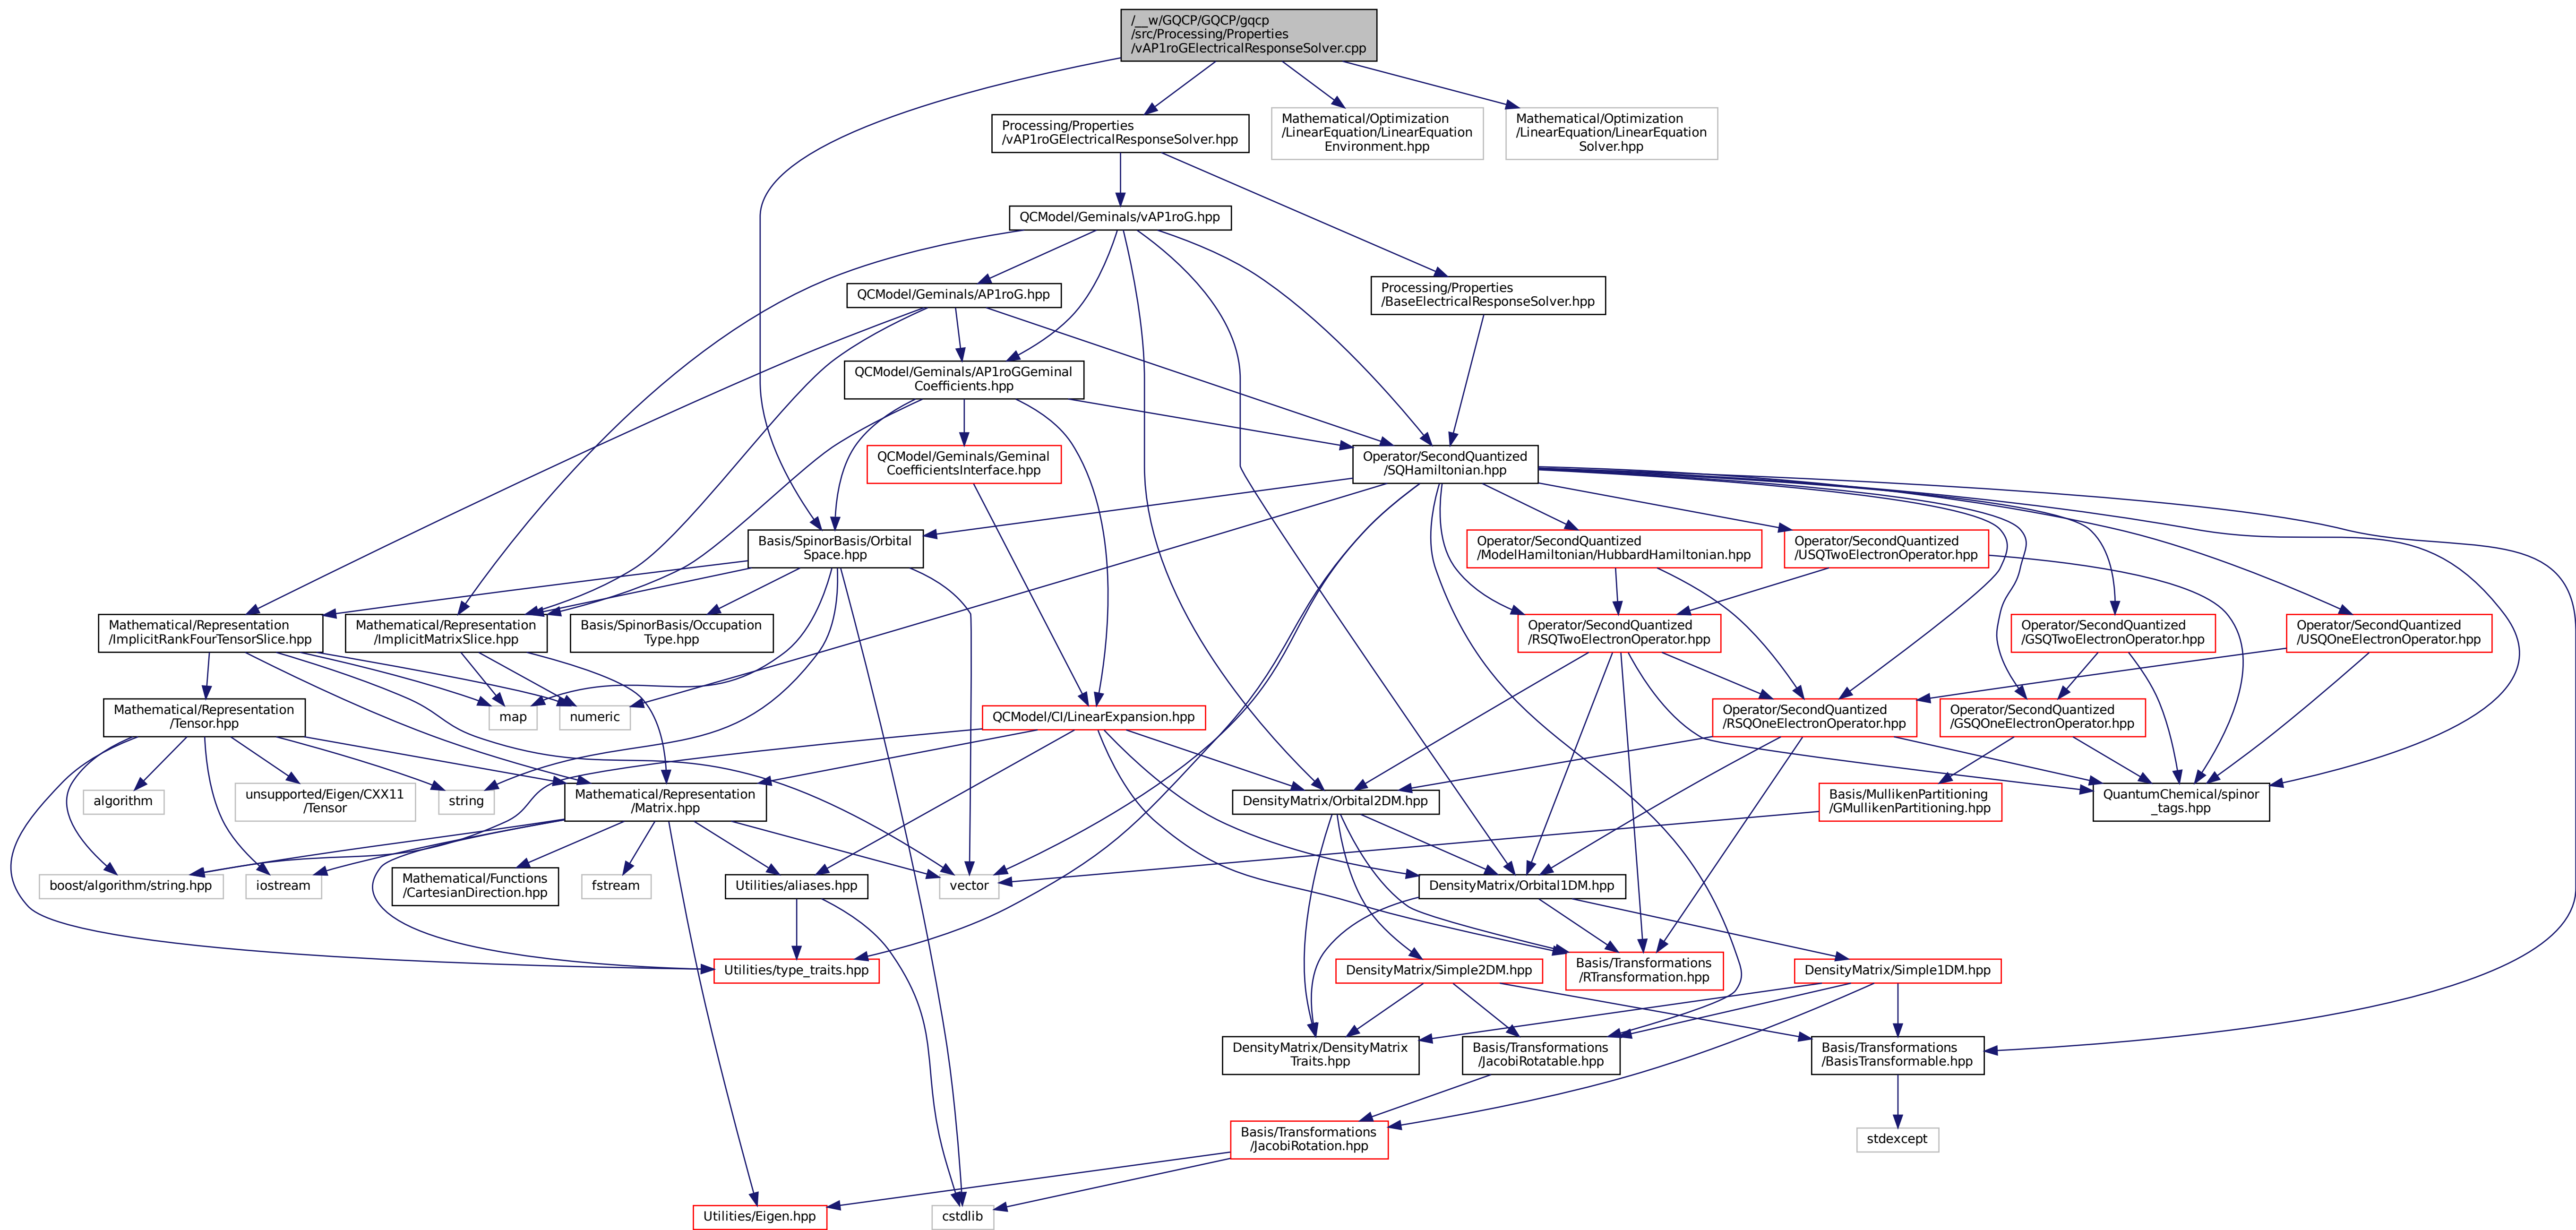 /__w/GQCP/GQCP/gqcp
/src/Processing/Properties
/vAP1roGElectricalResponseSolver.cpp
Processing/Properties
/vAP1roGElectricalResponseSolver.hpp
Mathematical/Optimization
/LinearEquation/LinearEquation
Environment.hpp
Mathematical/Optimization
/LinearEquation/LinearEquation
Solver.hpp
QCModel/Geminals/vAP1roG.hpp
QCModel/Geminals/AP1roG.hpp
Processing/Properties
/BaseElectricalResponseSolver.hpp
QCModel/Geminals/AP1roGGeminal
Coefficients.hpp
QCModel/Geminals/Geminal
CoefficientsInterface.hpp
Operator/SecondQuantized
/SQHamiltonian.hpp
Basis/SpinorBasis/Orbital
Space.hpp
Operator/SecondQuantized
/ModelHamiltonian/HubbardHamiltonian.hpp
Operator/SecondQuantized
/USQTwoElectronOperator.hpp
Mathematical/Representation
/ImplicitRankFourTensorSlice.hpp
Mathematical/Representation
/ImplicitMatrixSlice.hpp
Basis/SpinorBasis/Occupation
Type.hpp
Operator/SecondQuantized
/RSQTwoElectronOperator.hpp
Operator/SecondQuantized
/GSQTwoElectronOperator.hpp
Operator/SecondQuantized
/USQOneElectronOperator.hpp
Mathematical/Representation
/Tensor.hpp
map
numeric
QCModel/CI/LinearExpansion.hpp
Operator/SecondQuantized
/RSQOneElectronOperator.hpp
Operator/SecondQuantized
/GSQOneElectronOperator.hpp
algorithm
unsupported/Eigen/CXX11
/Tensor
string
Mathematical/Representation
/Matrix.hpp
DensityMatrix/Orbital2DM.hpp
Basis/MullikenPartitioning
/GMullikenPartitioning.hpp
QuantumChemical/spinor
_tags.hpp
boost/algorithm/string.hpp
iostream
Mathematical/Functions
/CartesianDirection.hpp
fstream
Utilities/aliases.hpp
vector
DensityMatrix/Orbital1DM.hpp
Utilities/type_traits.hpp
DensityMatrix/Simple2DM.hpp
Basis/Transformations
/RTransformation.hpp
DensityMatrix/Simple1DM.hpp
DensityMatrix/DensityMatrix
Traits.hpp
Basis/Transformations
/JacobiRotatable.hpp
Basis/Transformations
/BasisTransformable.hpp
Basis/Transformations
/JacobiRotation.hpp
stdexcept
Utilities/Eigen.hpp
cstdlib